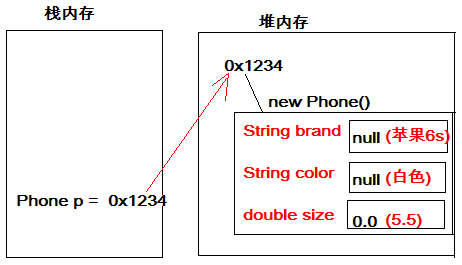 栈内存
堆内存
0x1234
new Phone()
String brand null (苹果6s)
String color null (白色)
Phone p = 0x1234
double size 0.0 (5.5)